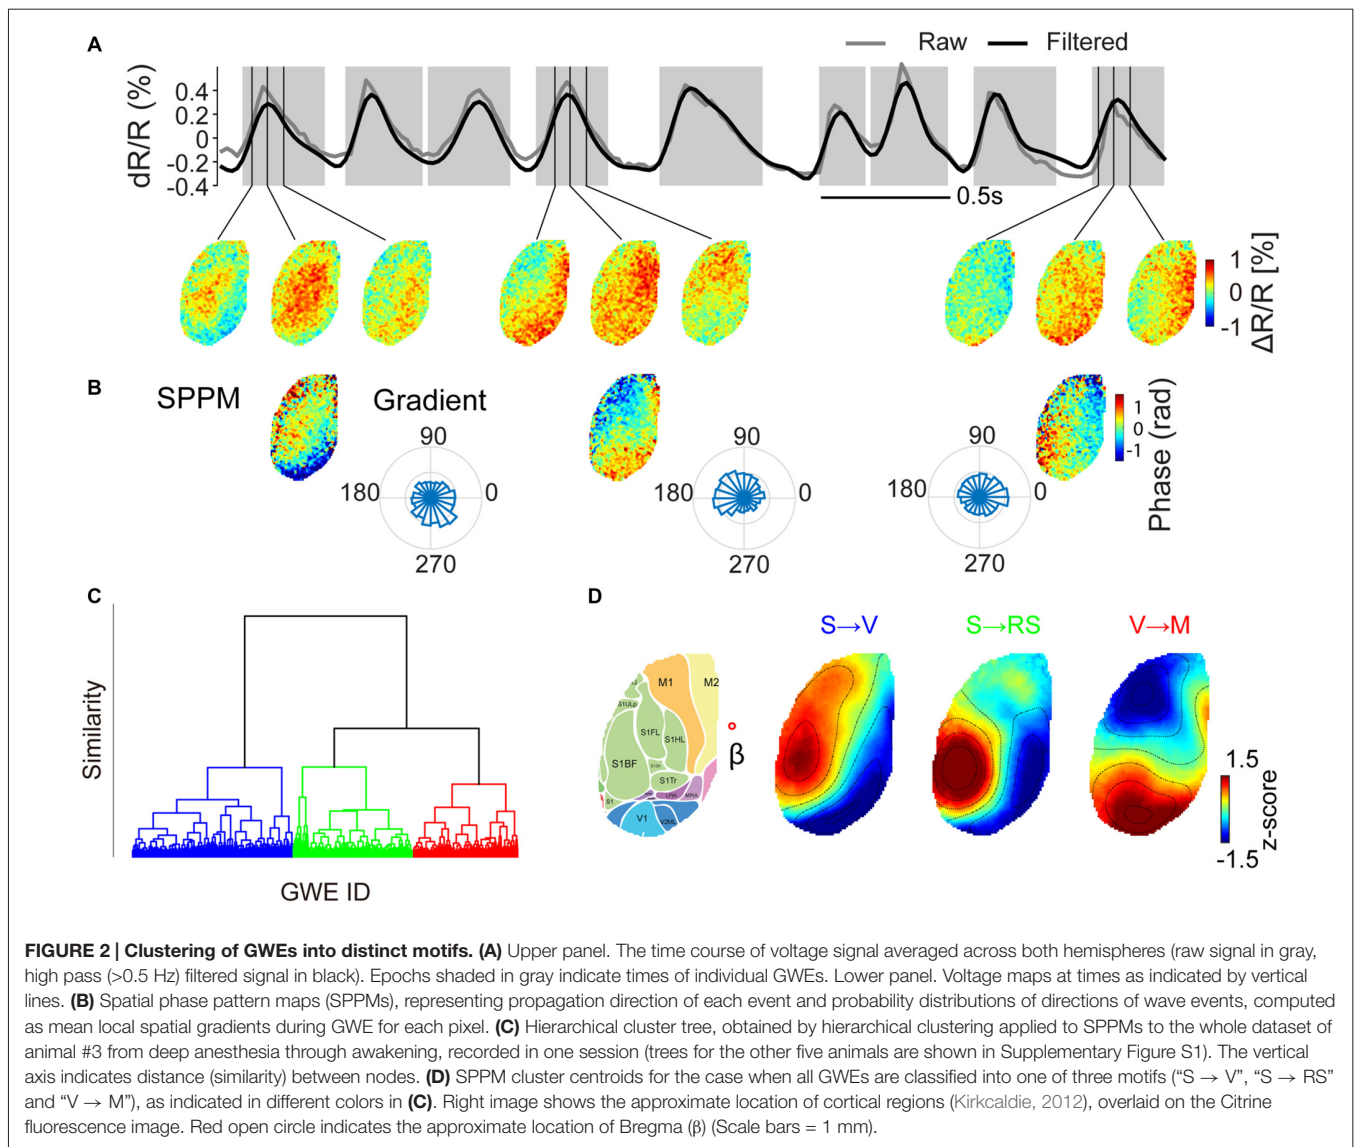 A
Raw
Filtered
dR/R (%)
0.4
0.2
0
-0.2
-0.4
0.5s
1
0
-1
ΔR/R [%]
B
SPPM
Gradient
90
180
0
270
90
180
0
270
90
180
0
270
1
0
-1
Phase (rad)
C
Similarity
GWE ID
D
S→V
S→RS
V→M
M1
M2
S1ULp
S1FL
S1HL
S1BF
S1Tr
S1
LPtA
MPtA
V1
V2ML
β
1.5
-1.5
z-score
FIGURE 2 | Clustering of GWEs into distinct motifs. (A) Upper panel. The time course of voltage signal averaged across both hemispheres (raw signal in gray,
high pass (>0.5 Hz) filtered signal in black). Epochs shaded in gray indicate times of individual GWEs. Lower panel. Voltage maps at times as indicated by vertical
lines. (B) Spatial phase pattern maps (SPPMs), representing propagation direction of each event and probability distributions of directions of wave events, computed
as mean local spatial gradients during GWE for each pixel. (C) Hierarchical cluster tree, obtained by hierarchical clustering applied to SPPMs to the whole dataset of
animal #3 from deep anesthesia through awakening, recorded in one session (trees for the other five animals are shown in Supplementary Figure S1). The vertical
axis indicates distance (similarity) between nodes. (D) SPPM cluster centroids for the case when all GWEs are classified into one of three motifs (“S → V”, “S → RS”
and “V → M”), as indicated in different colors in (C). Right image shows the approximate location of cortical regions (Kirkcaldie, 2012), overlaid on the Citrine
fluorescence image. Red open circle indicates the approximate location of Bregma (β) (Scale bars = 1 mm).